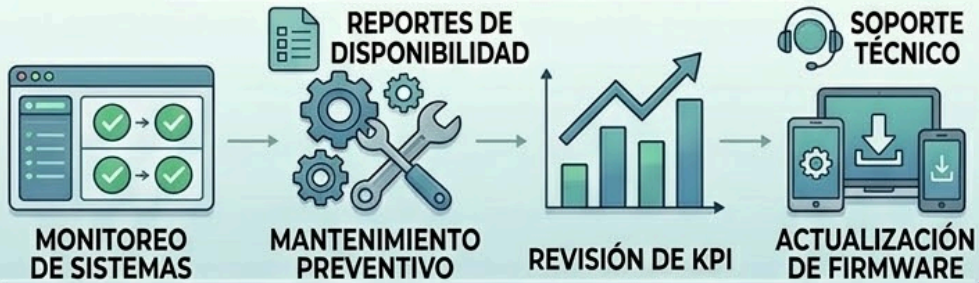 REPORTES DE
DISPONIBILIDAD
SOPORTE
TÉCNICO
MONITOREO
DE SISTEMAS
MANTENIMIENTO
PREVENTIVO
REVISIÓN DE KPI
ACTUALIZACIÓN
DE FIRMWARE